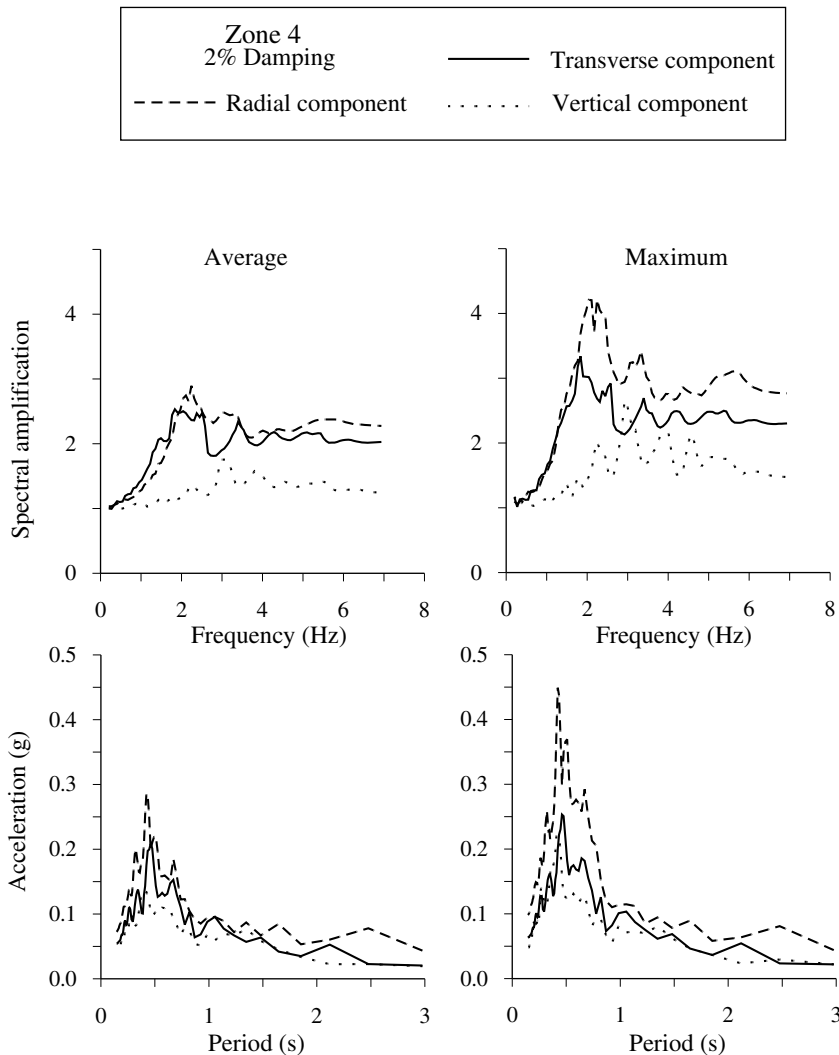 Zone 4
2% Damping
Transverse component
Radial component
Vertical component
Average
Maximum
Spectral amplification
4
2
0
0 2 4 6 8
Frequency (Hz)
4
2
0
0 2 4 6 8
Frequency (Hz)
Acceleration (g)
0.5
0.4
0.3
0.2
0.1
0.0
0 1 2 3
Period (s)
0.5
0.4
0.3
0.2
0.1
0.0
0 1 2 3
Period (s)